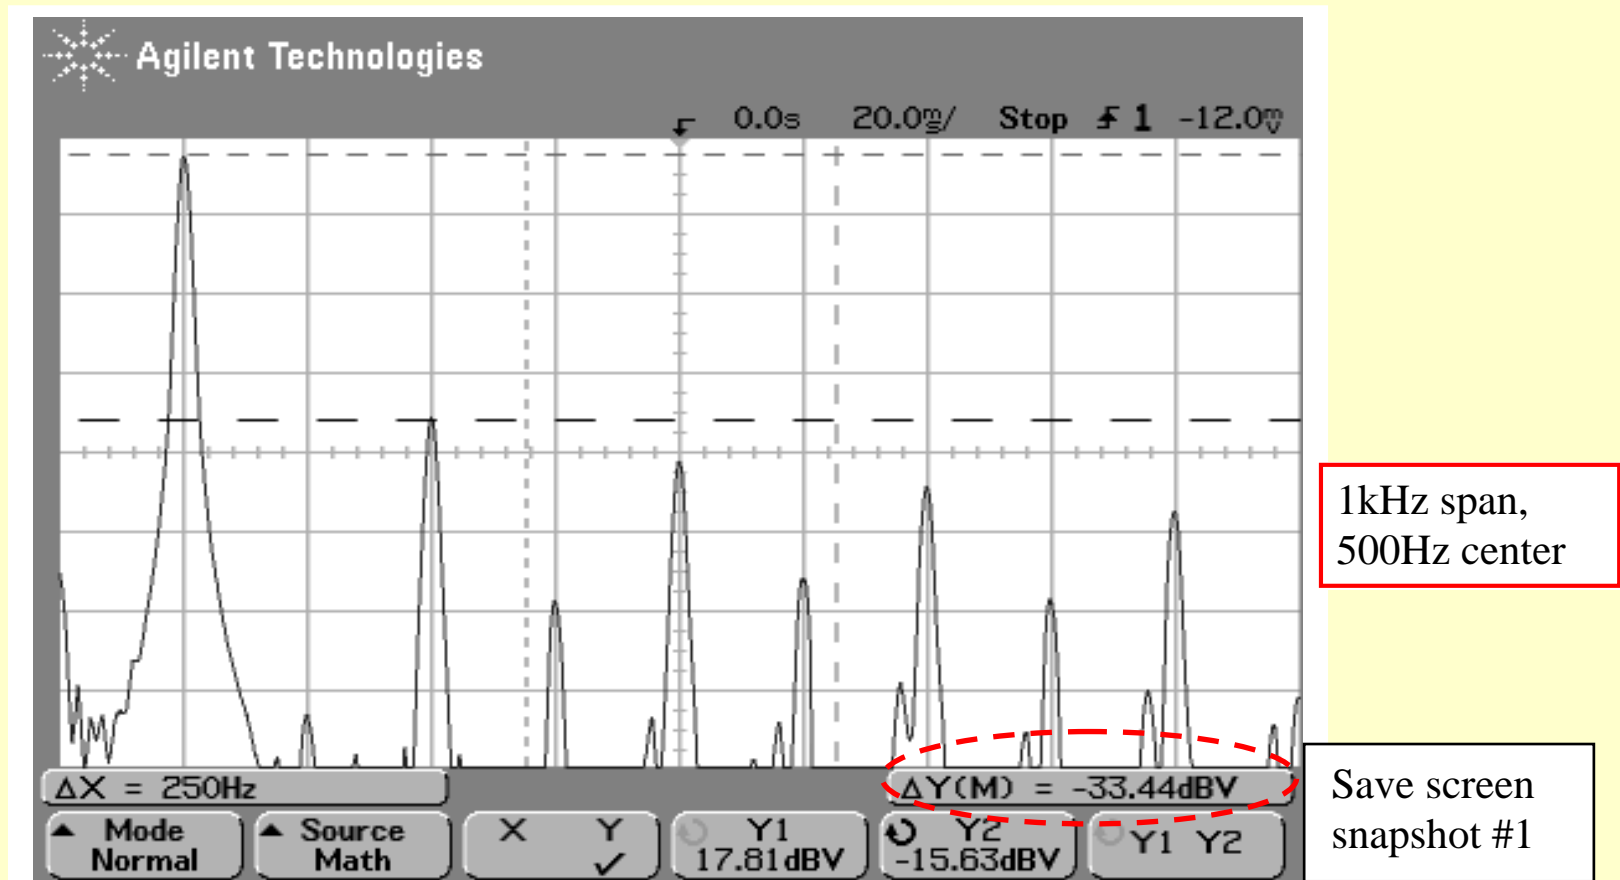 Agilent Technologies
0.0s 20.0ms/ Stop 1 -12.0mV
1kHz span,
500Hz center
ΔX = 250Hz
ΔY(M) = -33.44dBV
Mode
Normal
Source
Math
X Y
✓
Y1
17.81dBV
Y2
-15.63dBV
Y1 Y2
Save screen
snapshot #1